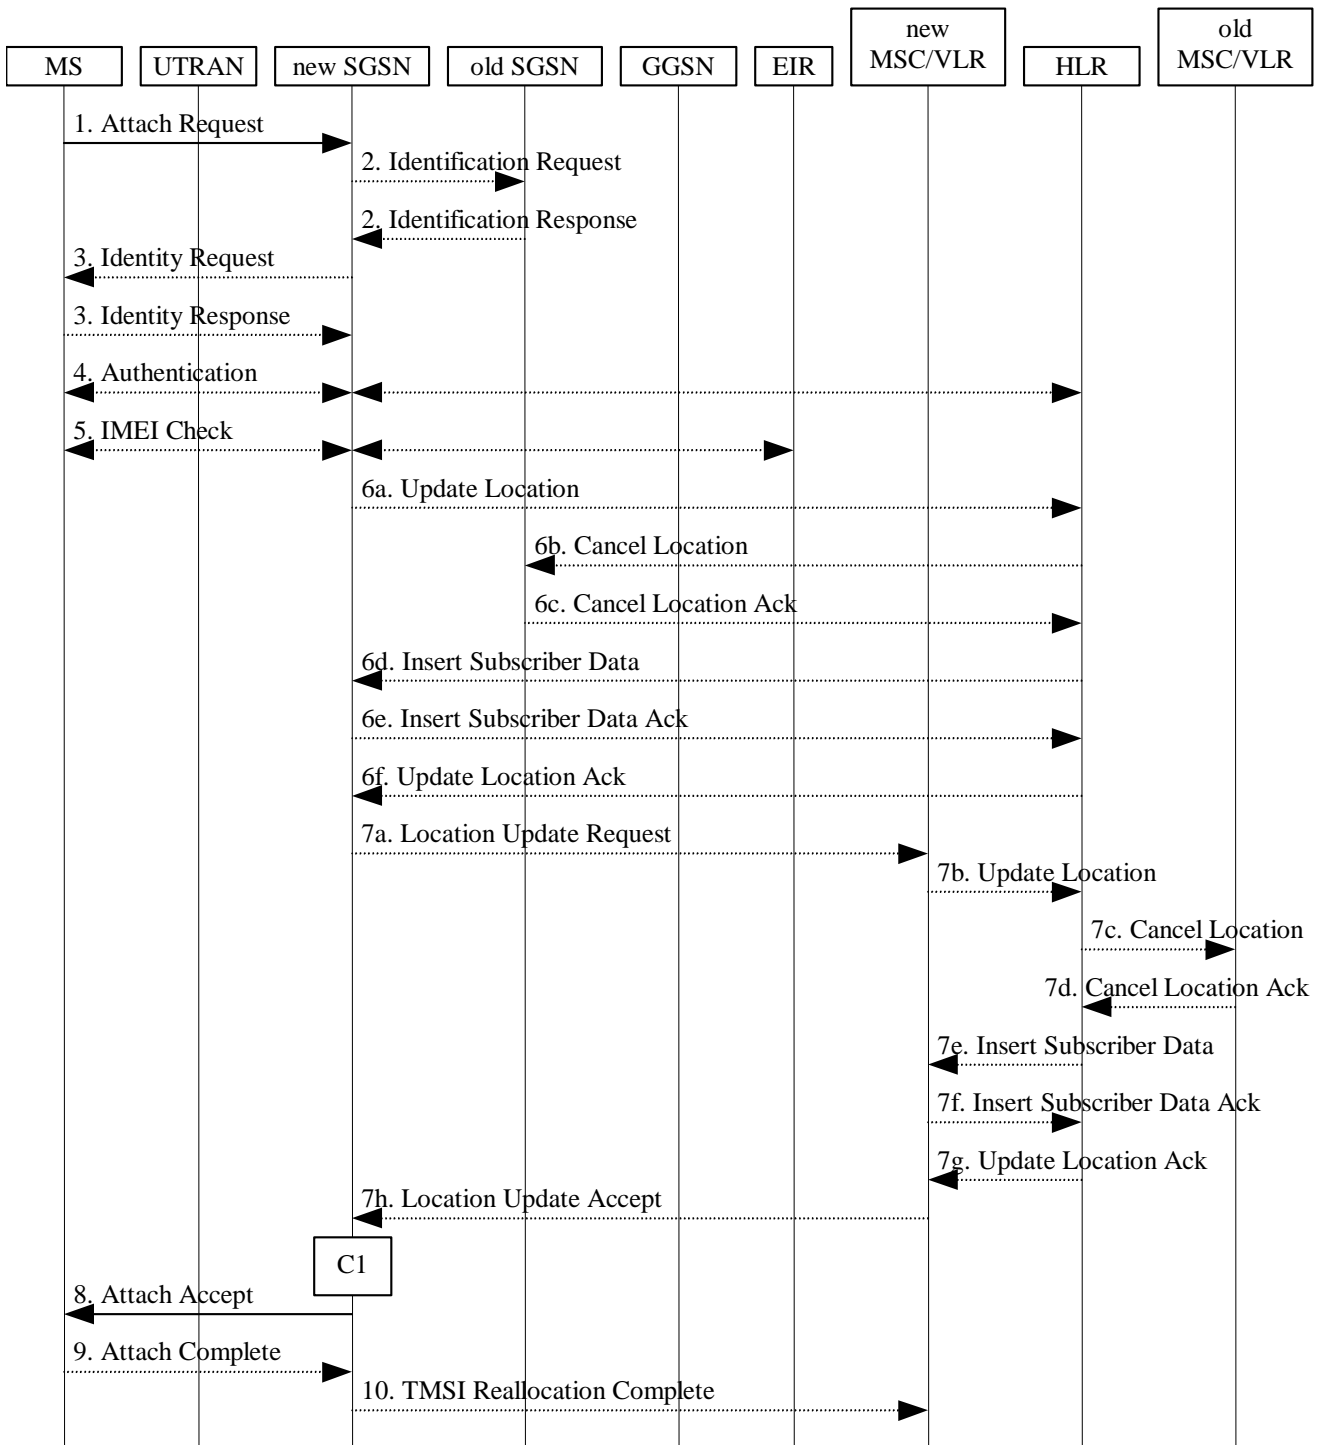 new
old
MS
UTRAN
new SGSN
old SGSN
GGSN
EIR
MSC/VLR
HLR
MSC/VLR
1. Attach Request
2. Identification Request
2. Identification Response
3. Identity Request
3. Identity Response
4. Authentication
5. IMEI Check
6a. Update Location
6b. Cancel Location
6c. Cancel Location Ack
6d. Insert Subscriber Data
6e. Insert Subscriber Data Ack
6f. Update Location Ack
7a. Location Update Request
7b. Update Location
7c. Cancel Location
7d. Cancel Location Ack
7e. Insert Subscriber Data
7f. Insert Subscriber Data Ack
7g. Update Location Ack
7h. Location Update Accept
C1
8. Attach Accept
9. Attach Complete
10. TMSI Reallocation Complete